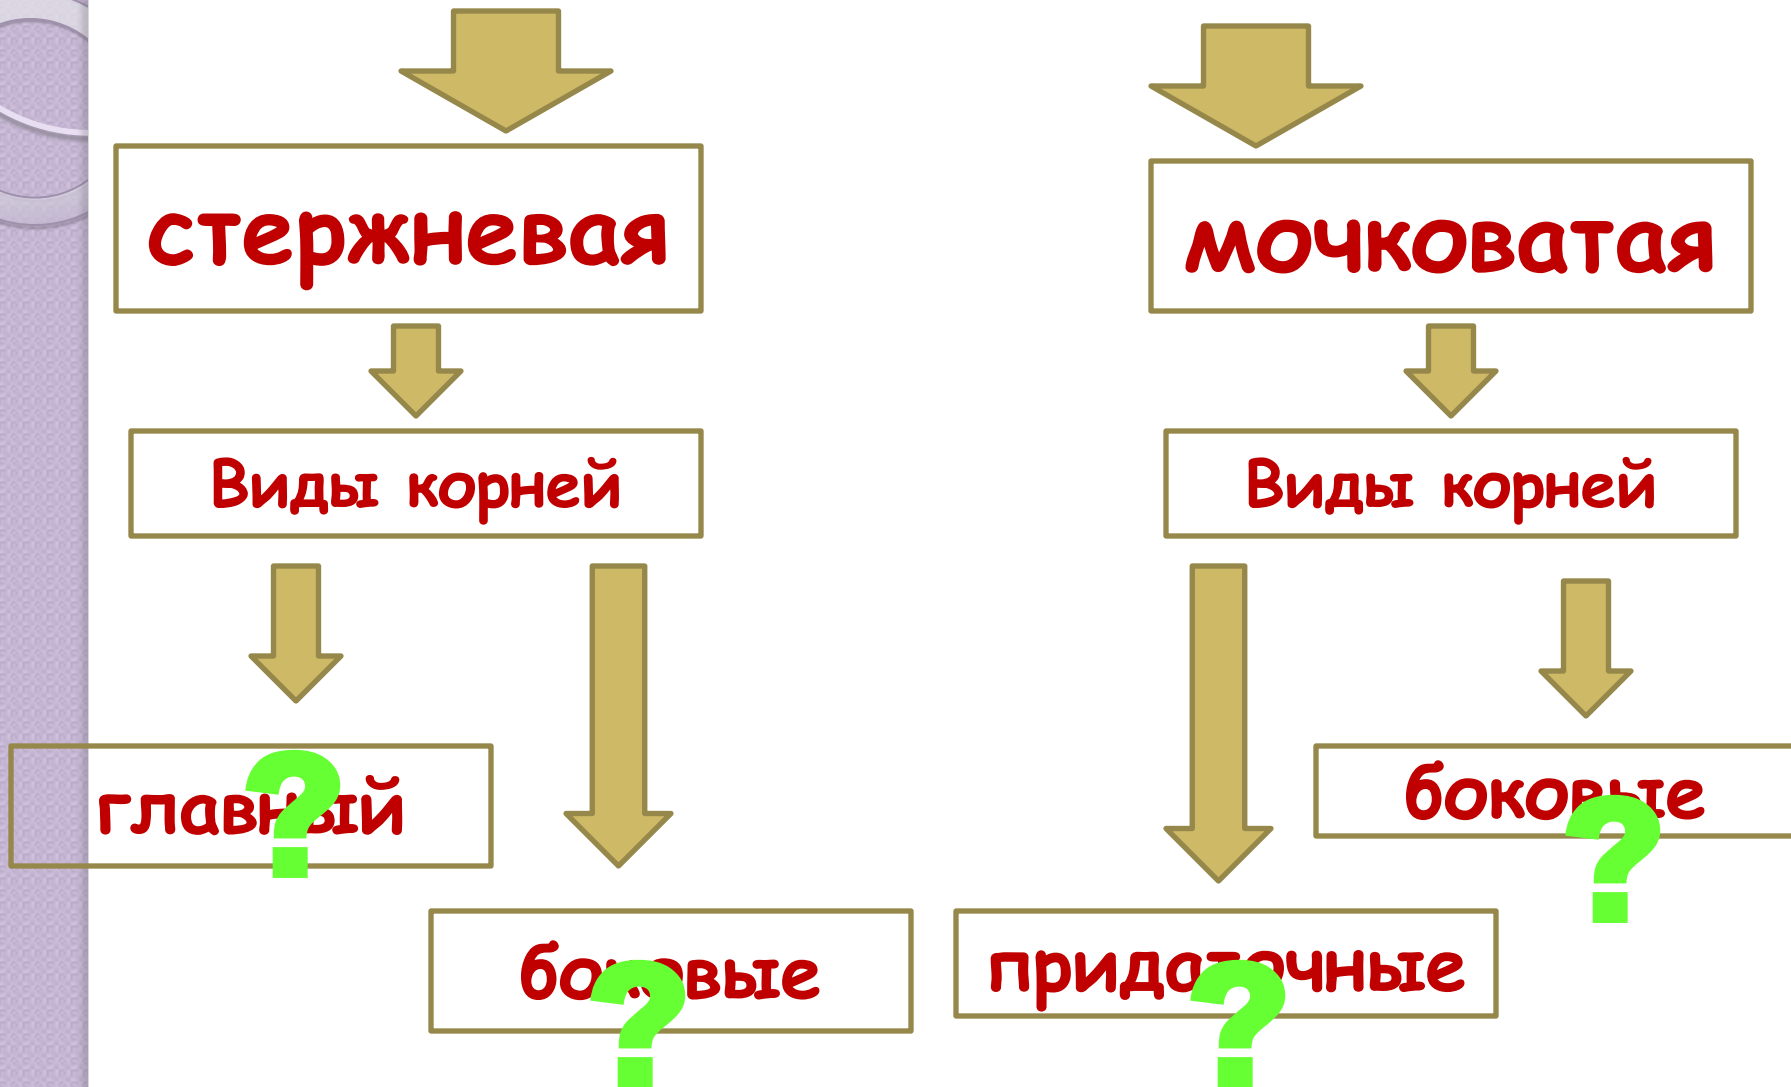 стержневая
мочковатая
Виды корней
Виды корней
главный
?
боковые
?
боковые
?
придаточные
?